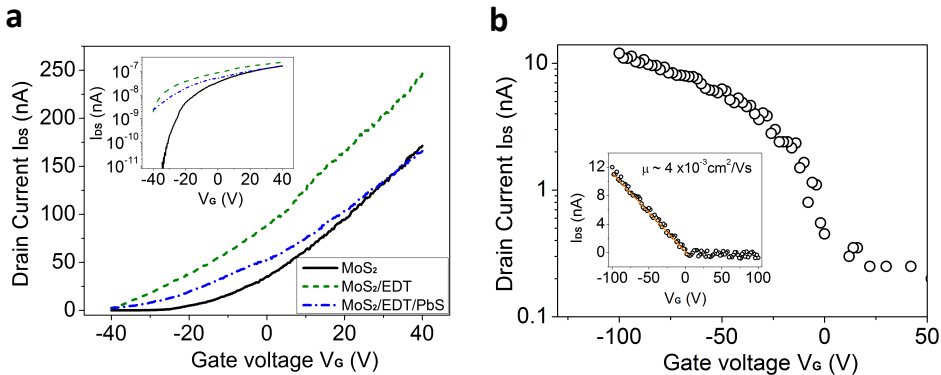 a
Drain Current IDS (nA)
250
200
150
100
50
0
-40
-20
0
20
40
Gate voltage VG (V)
IDS (nA)
10-7
10-8
10-9
10-10
10-11
-40
-20
0
20
40
VG (V)
MoS2
MoS2/EDT
MoS2/EDT/PbS
b
Drain Current IDS (nA)
10
1
0.1
-100
-50
0
50
Gate voltage VG (V)
μ ~ 4 x10-3cm2/Vs
IDS (nA)
12
8
4
0
-100
-50
0
50
100
VG (V)